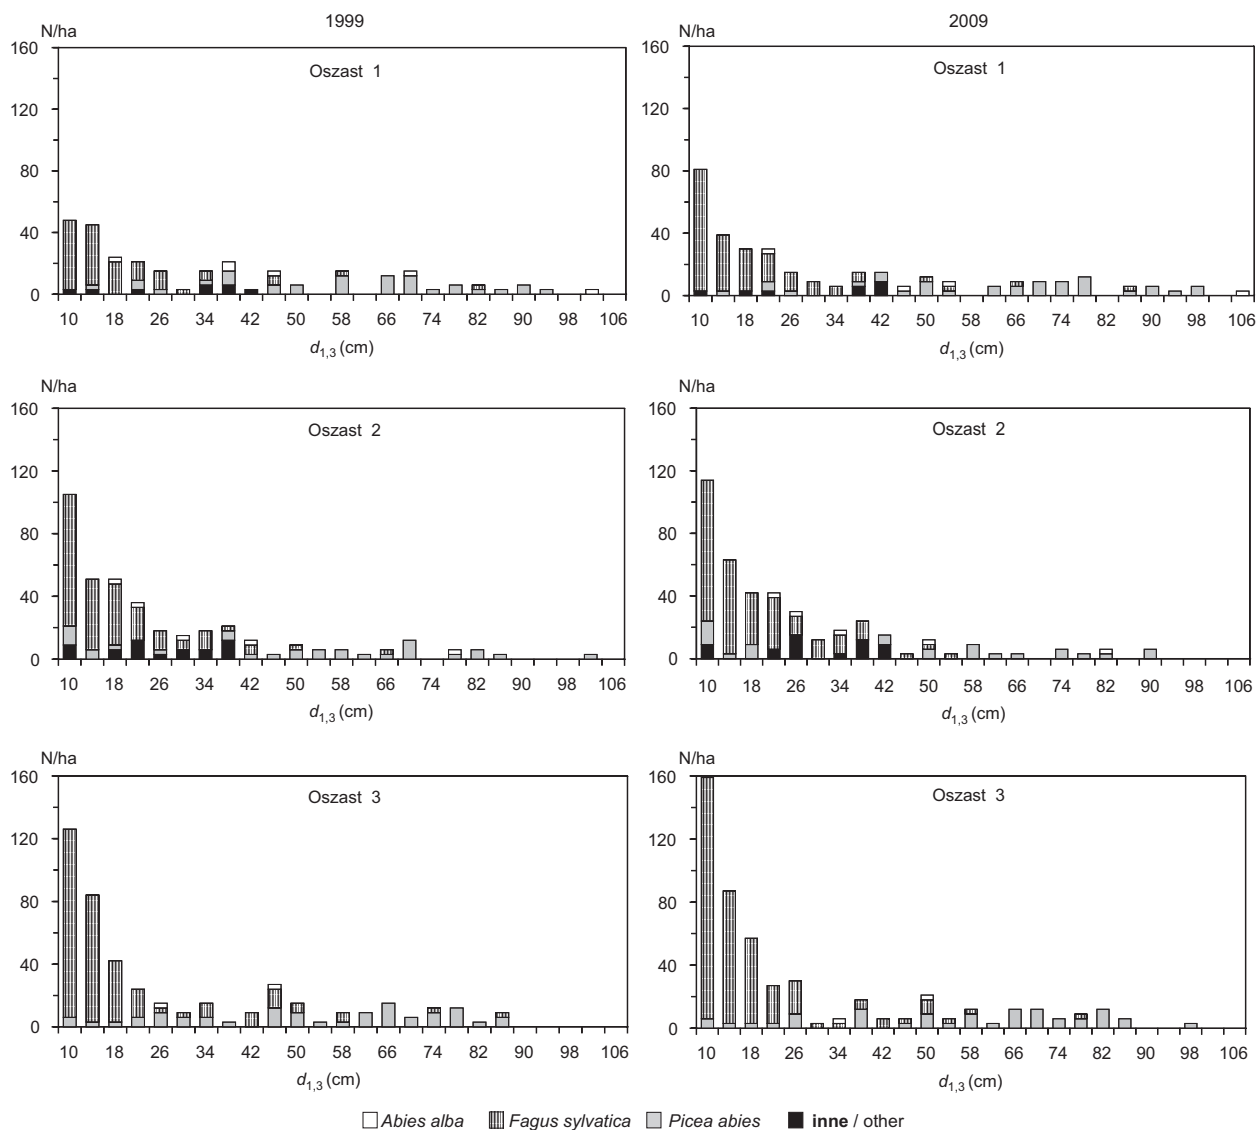 1999
2009
N/ha
N/ha
160
120
80
40
0
Oszast 1
10 18 26 34 42 50 58 66 74 82 90 98 106
d1,3 (cm)
160
120
80
40
0
Oszast 1
10 18 26 34 42 50 58 66 74 82 90 98 106
d1,3 (cm)
N/ha
N/ha
160
120
80
40
0
Oszast 2
10 18 26 34 42 50 58 66 74 82 90 98 106
d1,3 (cm)
160
120
80
40
0
Oszast 2
10 18 26 34 42 50 58 66 74 82 90 98 106
d1,3 (cm)
N/ha
N/ha
160
120
80
40
0
Oszast 3
10 18 26 34 42 50 58 66 74 82 90 98 106
d1,3 (cm)
160
120
80
40
0
Oszast 3
10 18 26 34 42 50 58 66 74 82 90 98 106
d1,3 (cm)
Abies alba Fagus sylvatica Picea abies inne / other